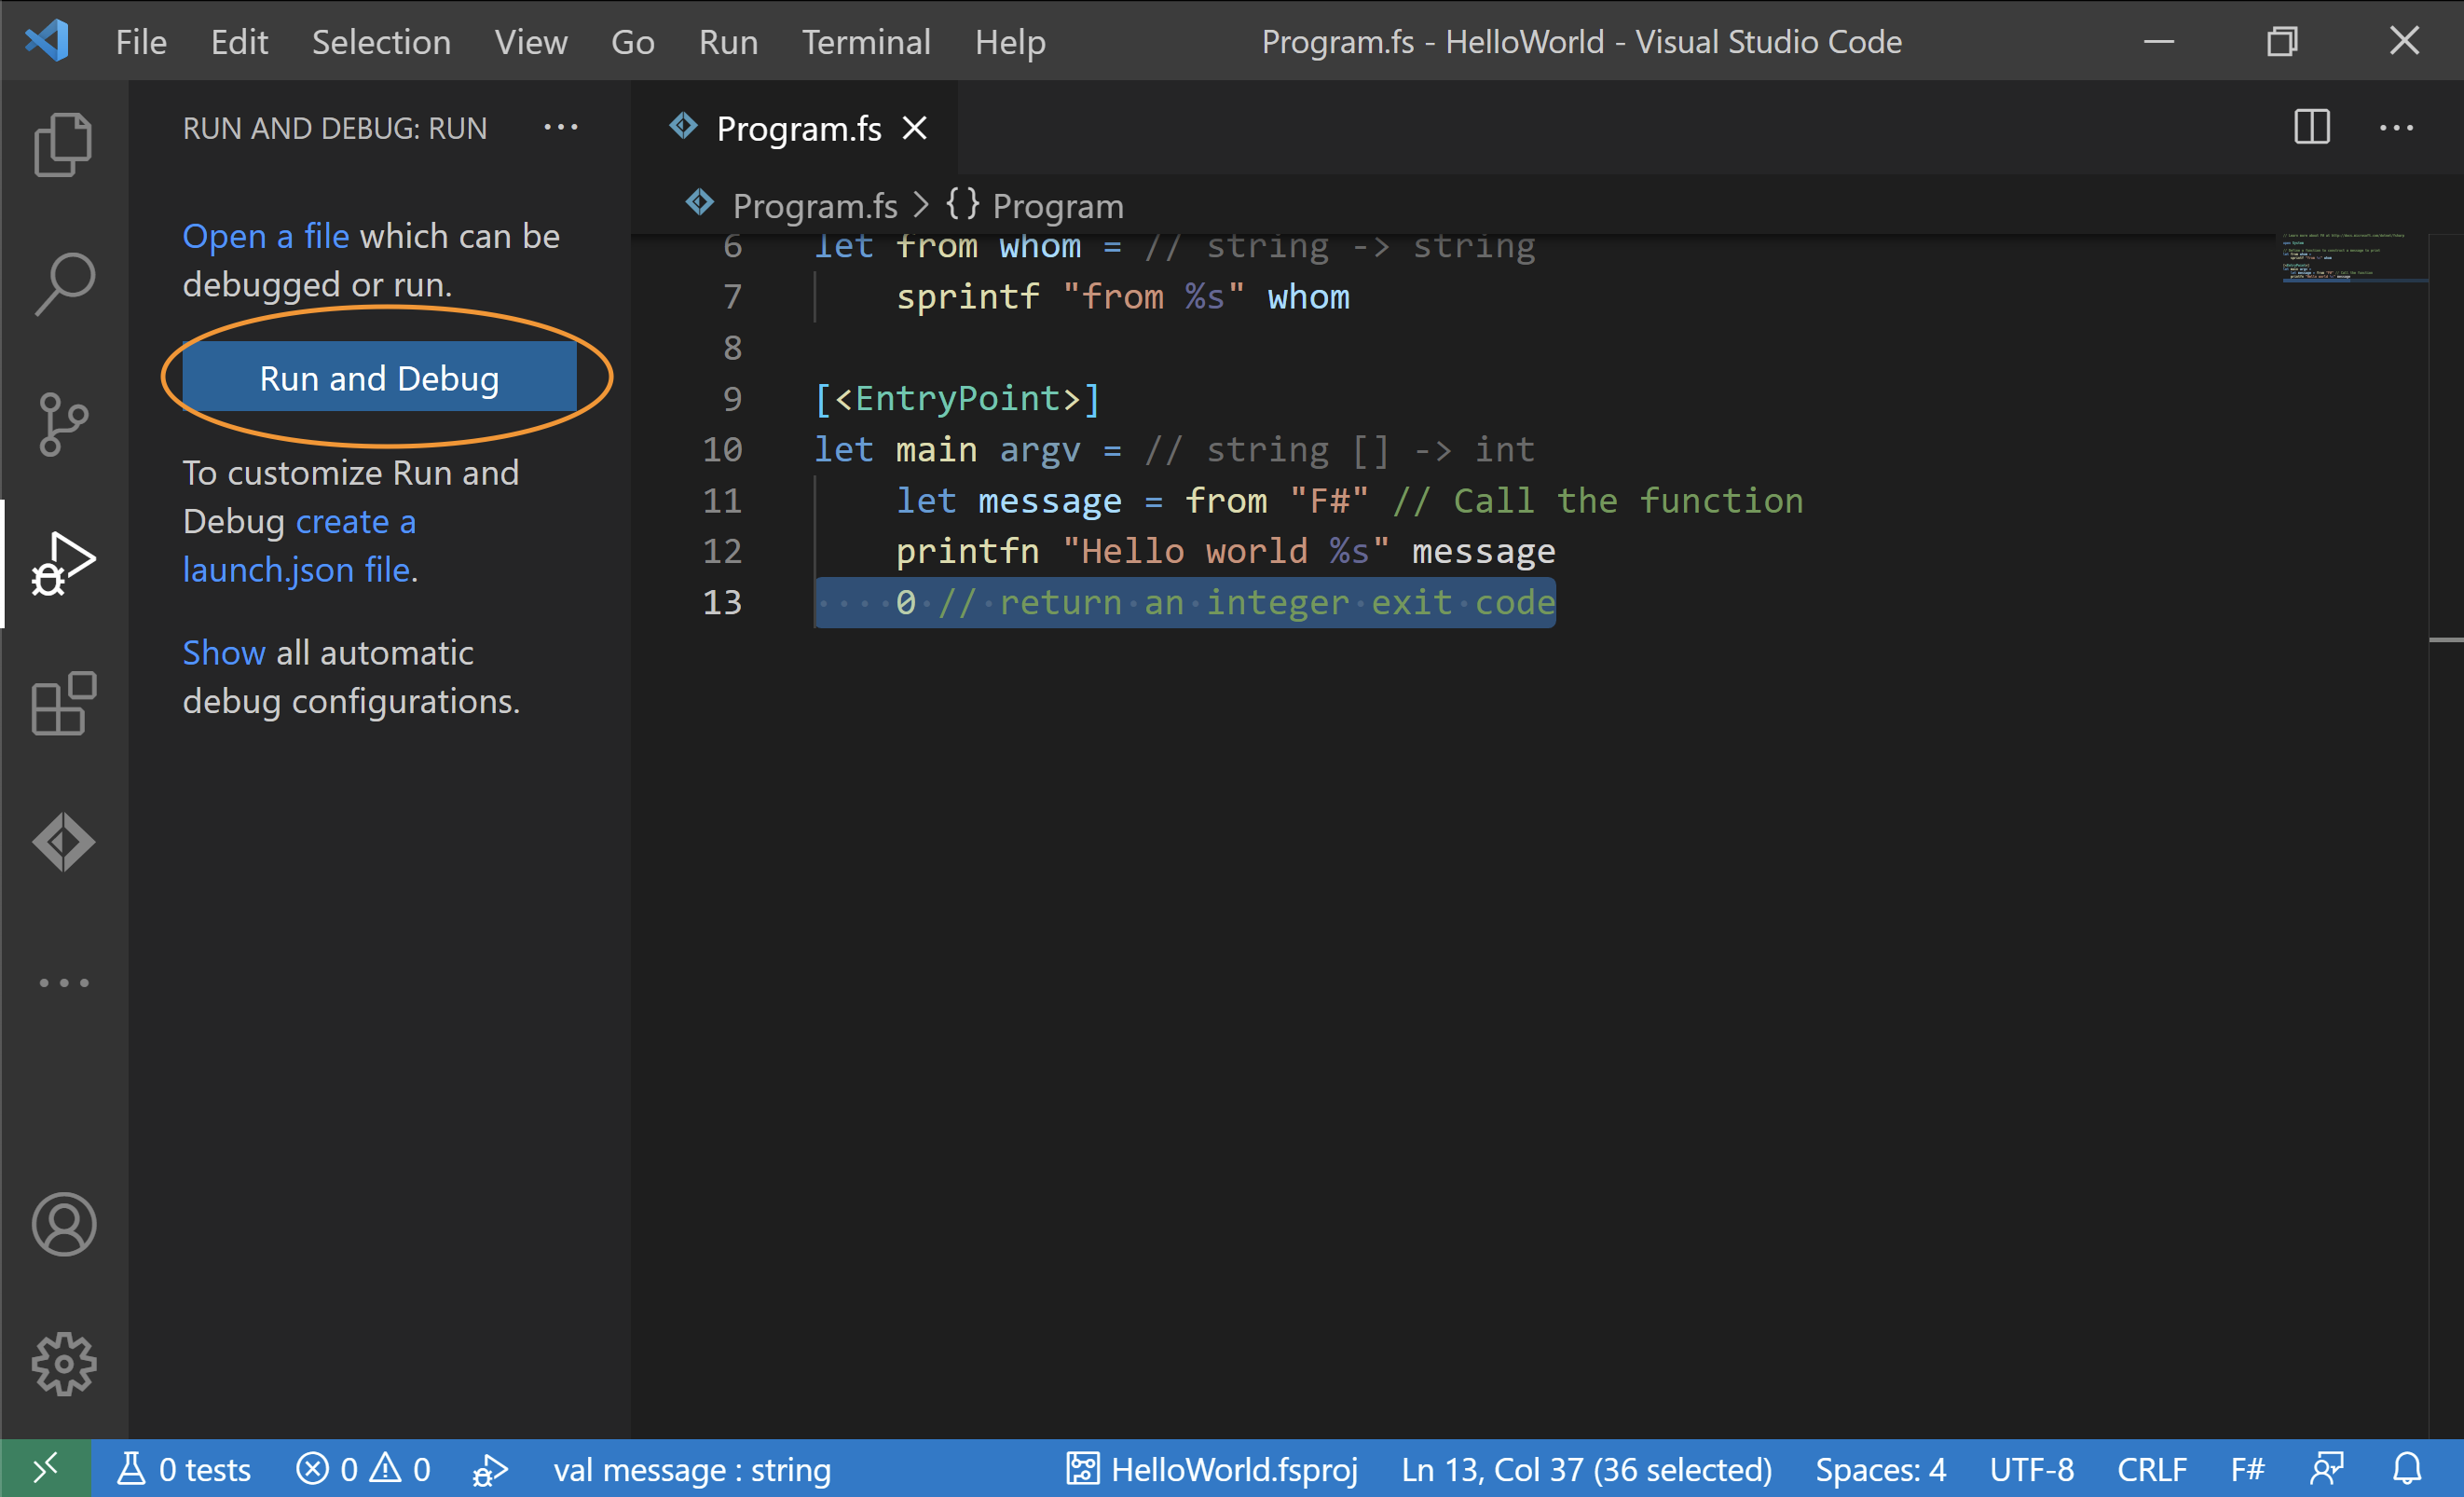 File Edit Selection View Go Run Terminal Help Program.fs - HelloWorld - Visual Studio Code
RUN AND DEBUG: RUN ···
Open a file which can be
debugged or run.
Run and Debug
To customize Run and
Debug create a
launch.json file.
Show all automatic
debug configurations.
Program.fs
Program.fs > {} Program
6 let from whom = // string -> string
7 sprintf "from %s" whom
8
9 [<EntryPoint>]
10 let main argv = // string [] -> int
11 let message = from "F#" // Call the function
12 printfn "Hello world %s" message
13 ····0·//·return·an·integer·exit·code
0 tests 0 0 val message : string HelloWorld.fsproj Ln 13, Col 37 (36 selected) Spaces: 4 UTF-8 CRLF F#